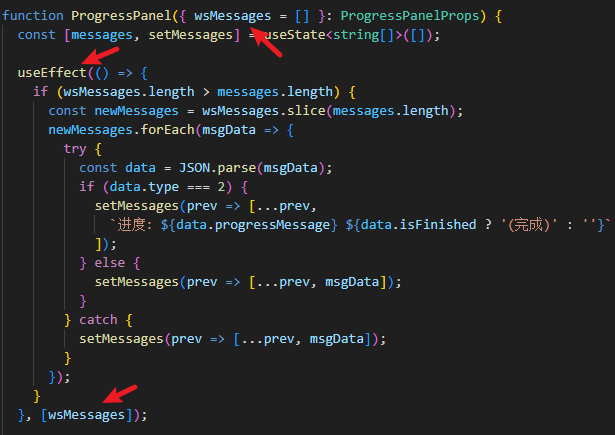 function ProgressPanel({ wsMessages = [] }: ProgressPanelProps) {
const [messages, setMessages] = useState<string[]>([]);
useEffect(() => {
if (wsMessages.length > messages.length) {
const newMessages = wsMessages.slice(messages.length);
newMessages.forEach(msgData => {
try {
const data = JSON.parse(msgData);
if (data.type === 2) {
setMessages(prev => [...prev,
`进度: ${data.progressMessage} ${data.isFinished ? '(完成)' : ''}`
]);
} else {
setMessages(prev => [...prev, msgData]);
}
} catch {
setMessages(prev => [...prev, msgData]);
}
});
}
}, [wsMessages]);